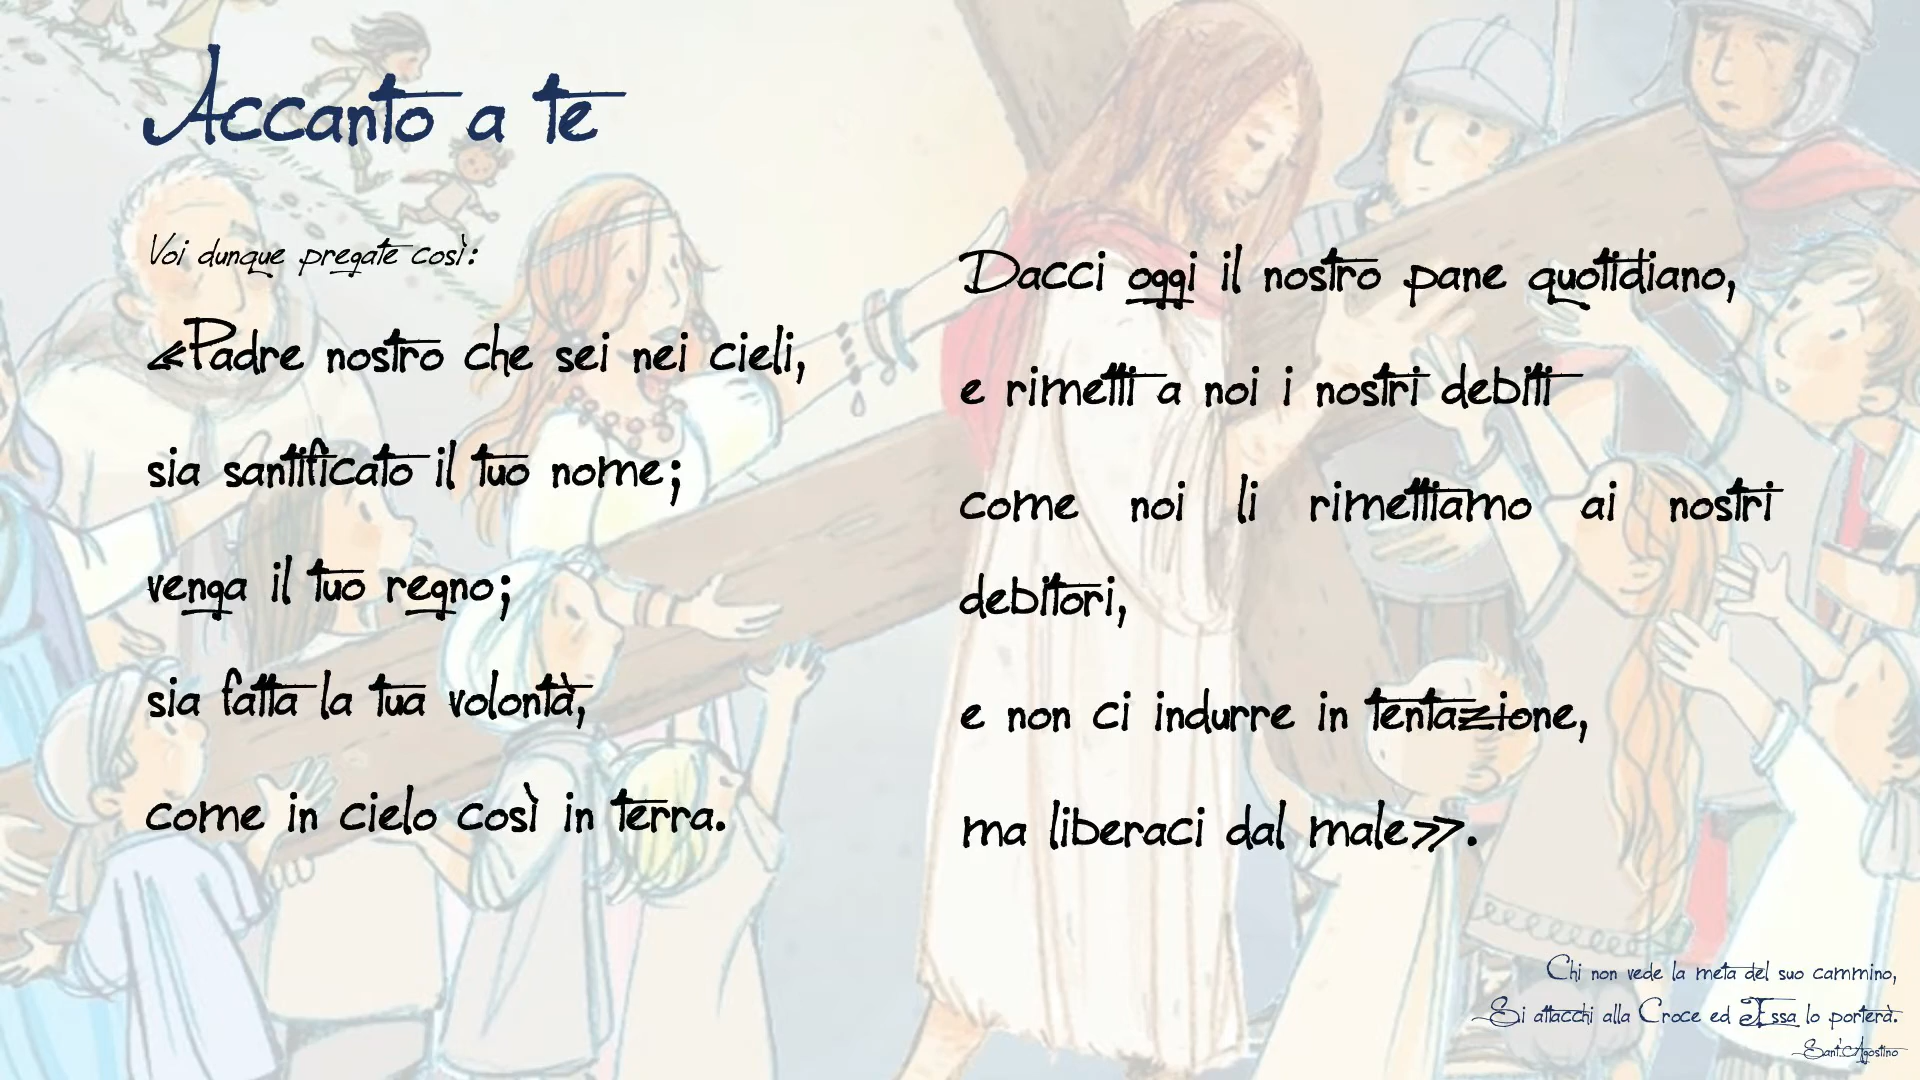 Accanto a te
Voi dunque pregate così:
«Padre nostro che sei nei cieli,
sia santificato il tuo nome;
venga il tuo regno;
sia fatta la tua volontà,
come in cielo così in terra.
Dacci oggi il nostro pane quotidiano,
e rimetti a noi i nostri debiti
come noi li rimettiamo ai nostri
debitori,
e non ci indurre in tentazione,
ma liberaci dal male».
Chi non vede la meta del suo cammino,
Si attacchi alla Croce ed Essa lo porterà.
Sant'Agostino